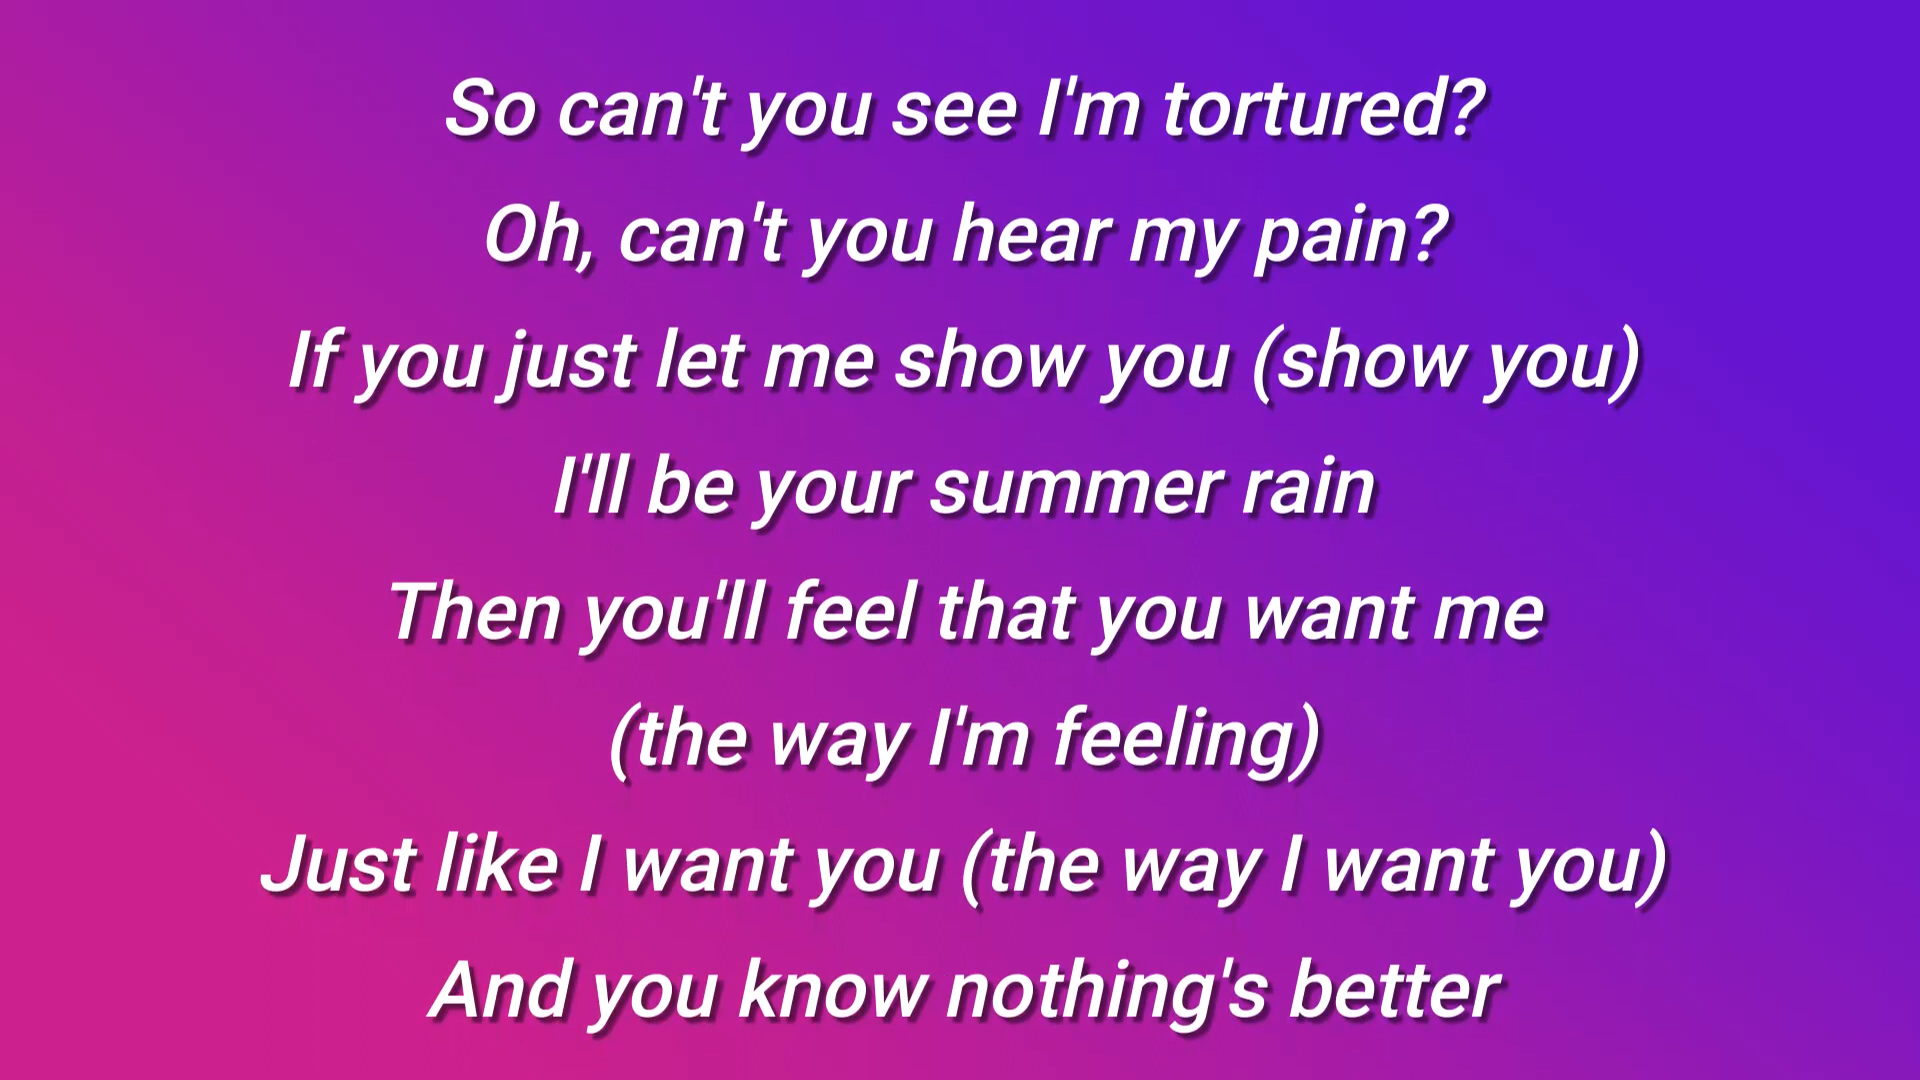 So can't you see I'm tortured?
Oh, can't you hear my pain?
If you just let me show you (show you)
I'll be your summer rain
Then you'll feel that you want me
(the way I'm feeling)
Just like I want you (the way I want you)
And you know nothing's better